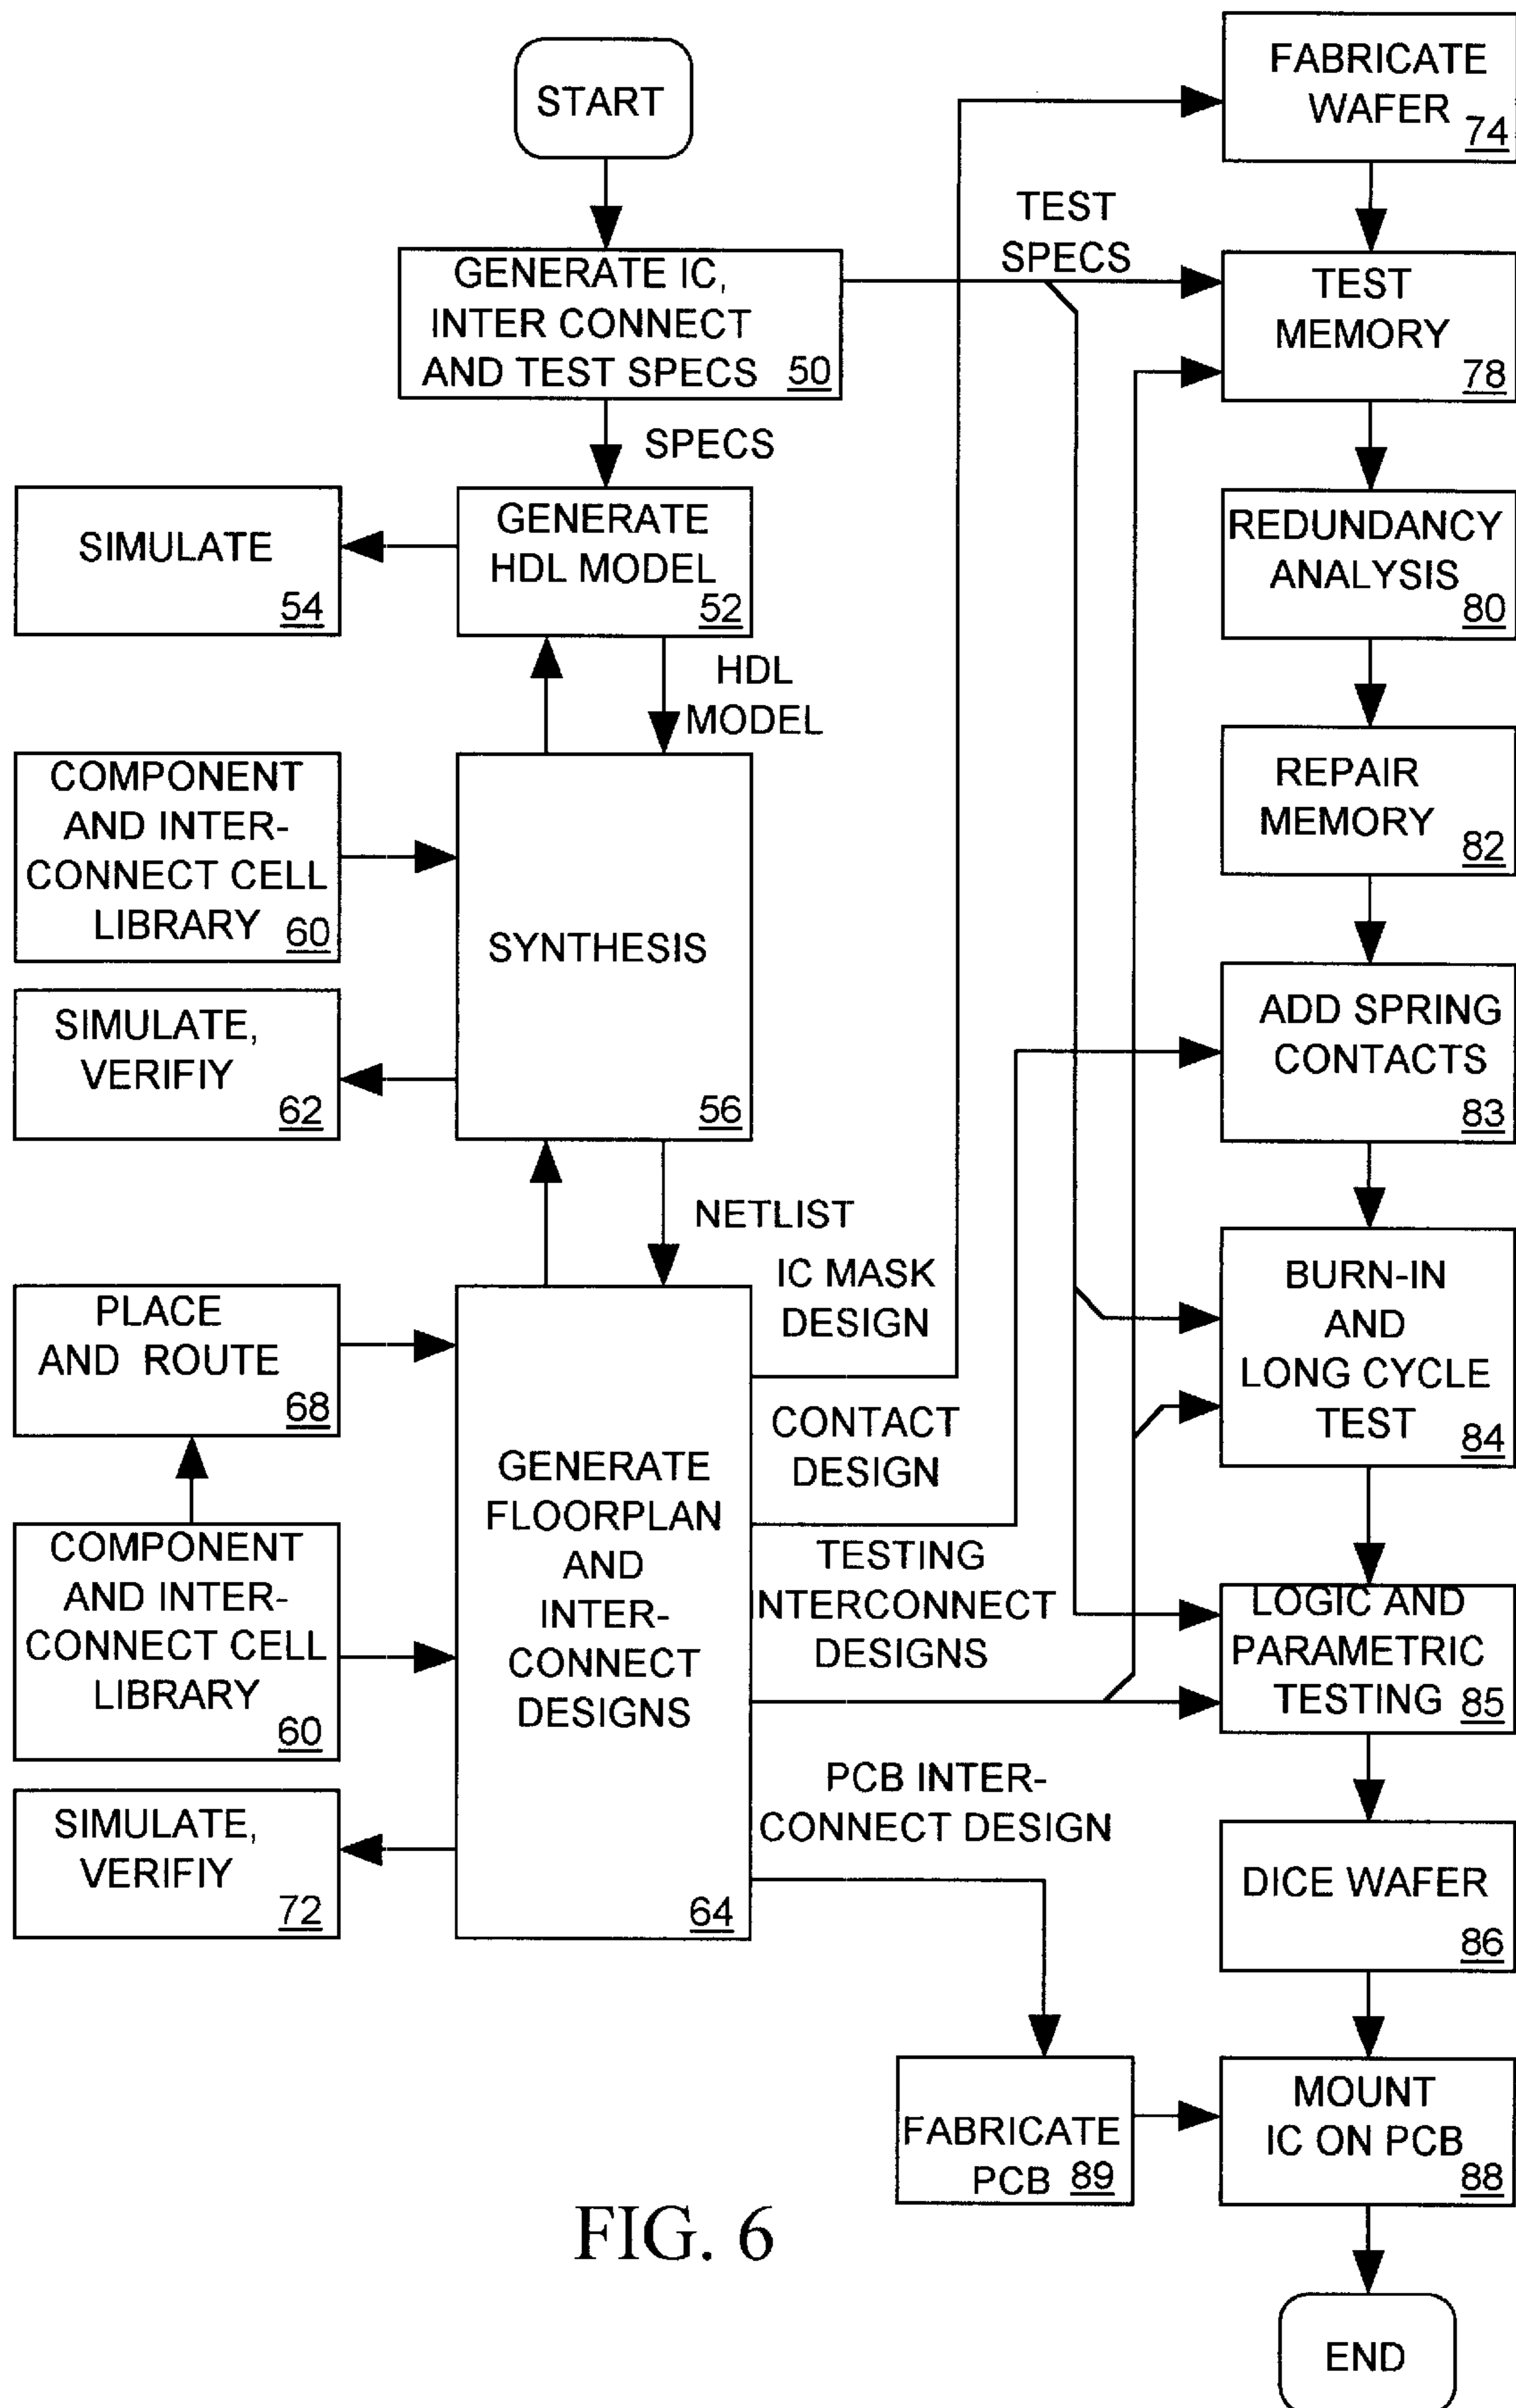 START
GENERATE IC,
INTER CONNECT
AND TEST SPECS 50
SPECS
SIMULATE
54
GENERATE
HDL MODEL
52
HDL
MODEL
COMPONENT
AND INTER-
CONNECT CELL
LIBRARY 60
SYNTHESIS
56
SIMULATE,
VERIFIY
62
NETLIST
PLACE
AND ROUTE
68
COMPONENT
AND INTER-
CONNECT CELL
LIBRARY
60
GENERATE
FLOORPLAN
AND
INTER-
CONNECT
DESIGNS
64
SIMULATE,
VERIFIY
72
TEST
SPECS
IC MASK
DESIGN
CONTACT
DESIGN
TESTING
INTERCONNECT
DESIGNS
PCB INTER-
CONNECT DESIGN
FABRICATE
PCB 89
FABRICATE
WAFER
74
TEST
MEMORY
78
REDUNDANCY
ANALYSIS
80
REPAIR
MEMORY
82
ADD SPRING
CONTACTS
83
BURN-IN
AND
LONG CYCLE
TEST
84
LOGIC AND
PARAMETRIC
TESTING 85
DICE WAFER
86
MOUNT
IC ON PCB
88
END
FIG. 6